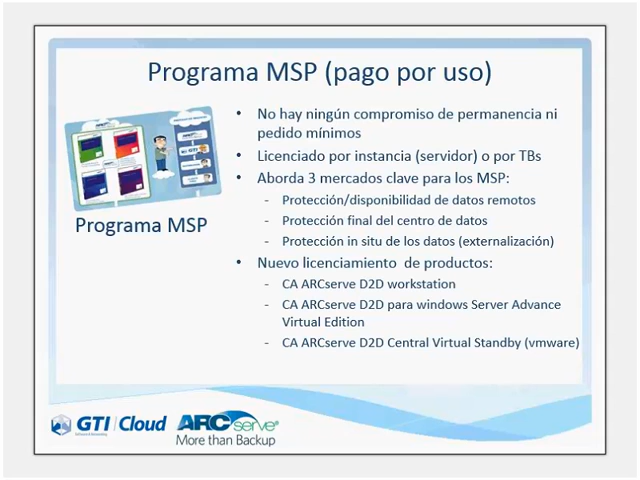 Programa MSP (pago por uso)
• No hay ningún compromiso de permanencia ni
pedido mínimos
• Licenciado por instancia (servidor) o por TBs
• Aborda 3 mercados clave para los MSP:
- Protección/disponibilidad de datos remotos
- Protección final del centro de datos
- Protección in situ de los datos (externalización)
• Nuevo licenciamiento de productos:
- CA ARCserve D2D workstation
- CA ARCserve D2D para windows Server Advance
Virtual Edition
- CA ARCserve D2D Central Virtual Standby (vmware)
Programa MSP
GTI | Cloud
ARCserve®
More than Backup